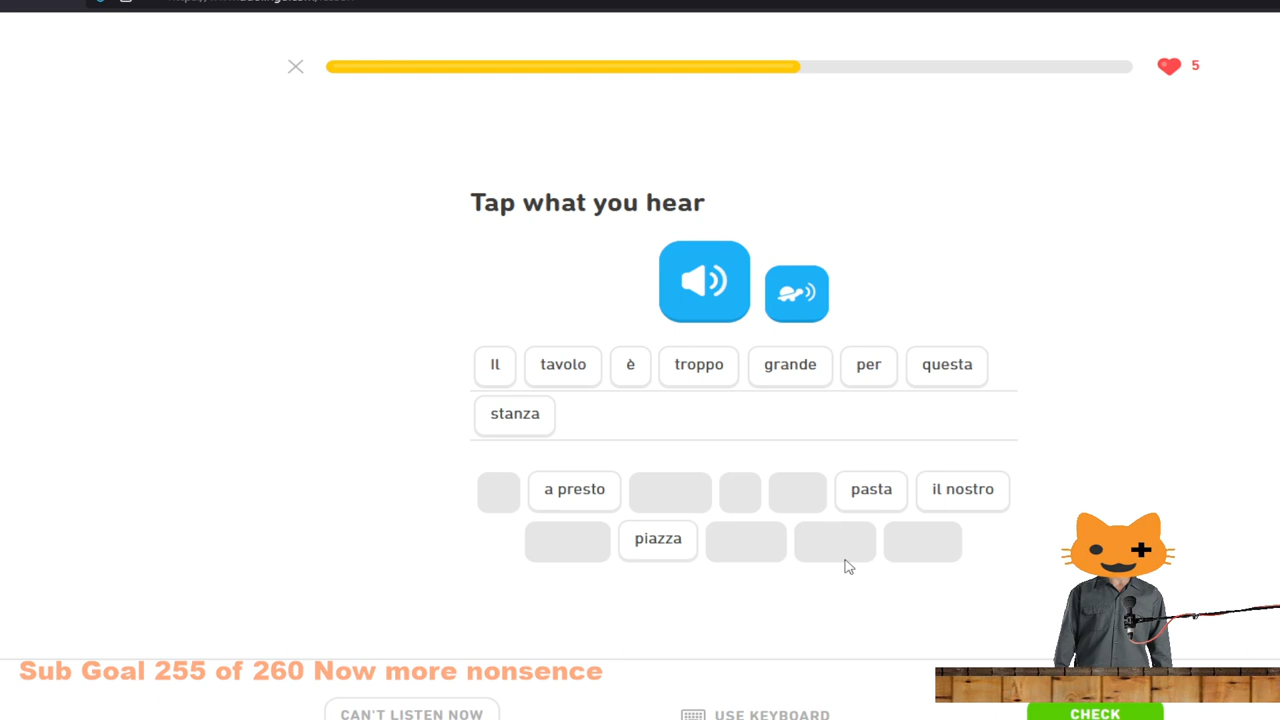 5
Tap what you hear
Il tavolo è troppo grande per questa
stanza
a presto pasta il nostro
piazza
Sub Goal 255 of 260 Now more nonsense
CAN'T LISTEN NOW USE KEYBOARD CHECK